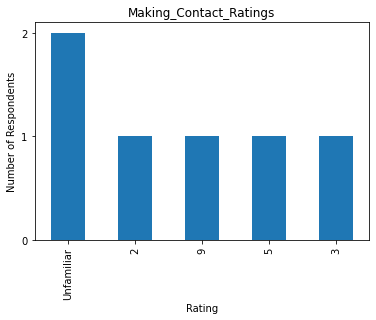 Making_Contact_Ratings
Number of Respondents
2
1
0
Unfamiliar
2
9
5
3
Rating